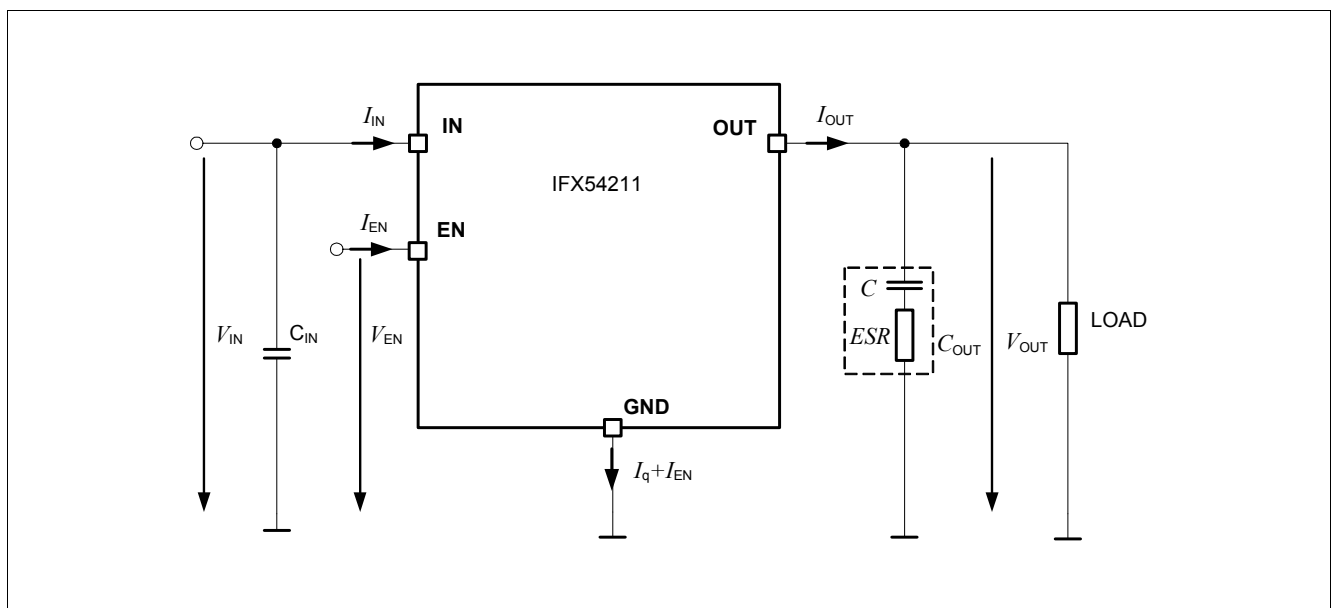 I_IN
IN
OUT
I_OUT
IFX54211
I_EN
EN
V_IN
C_IN
V_EN
C
ESR
C_OUT
V_OUT
LOAD
GND
I_q+I_EN